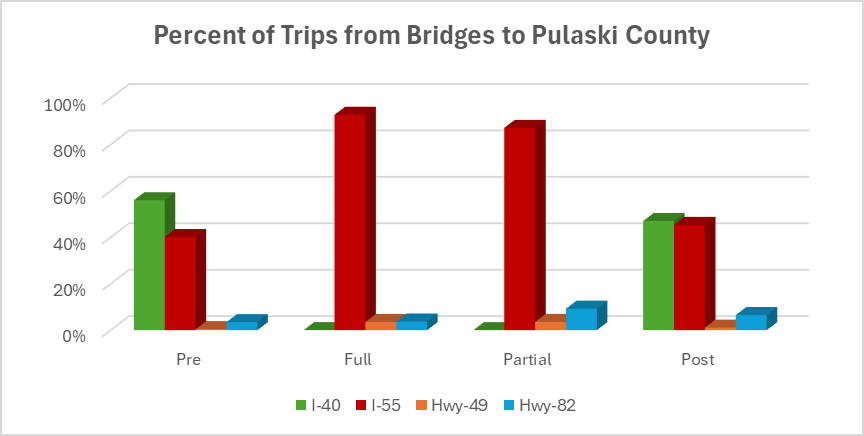 Percent of Trips from Bridges to Pulaski County
100%
80%
60%
40%
20%
0%
Pre Full Partial Post
I-40 I-55 Hwy-49 Hwy-82